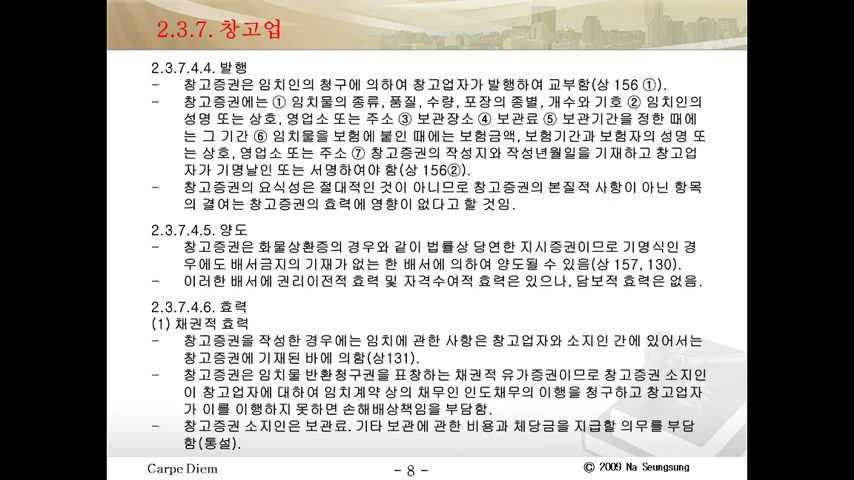 2.3.7. 창고업
2.3.7.4.4. 발행
- 창고증권은 임치인의 청구에 의하여 창고업자가 발행하여 교부함(상 156 ①).
- 창고증권에는 ① 임치물의 종류, 품질, 수량, 포장의 종별, 개수와 기호 ② 임치인의
성명 또는 상호, 영업소 또는 주소 ③ 보관장소 ④ 보관료 ⑤ 보관기간을 정한 때에
는 그 기간 ⑥ 임치물을 보험에 붙인 때에는 보험금액, 보험기간과 보험자의 성명 또
는 상호, 영업소 또는 주소 ⑦ 창고증권의 작성지와 작성년월일을 기재하고 창고업
자가 기명날인 또는 서명하여야 함(상 156②).
- 창고증권의 요식성은 절대적인 것이 아니므로 창고증권의 본질적 사항이 아닌 항목
의 결여는 창고증권의 효력에 영향이 없다고 할 것임.
2.3.7.4.5. 양도
- 창고증권은 화물상환증의 경우와 같이 법률상 당연한 지시증권이므로 기명식인 경
우에도 배서금지의 기재가 없는 한 배서에 의하여 양도될 수 있음(상 157, 130).
- 이러한 배서에 권리이전적 효력 및 자격수여적 효력은 있으나, 담보적 효력은 없음.
2.3.7.4.6. 효력
(1) 채권적 효력
- 창고증권을 작성한 경우에는 임치에 관한 사항은 창고업자와 소지인 간에 있어서는
창고증권에 기재된 바에 의함(상131).
- 창고증권은 임치물 반환청구권을 표창하는 채권적 유가증권이므로 창고증권 소지인
이 창고업자에 대하여 임치계약 상의 채무인 인도채무의 이행을 청구하고 창고업자
가 이를 이행하지 못하면 손해배상책임을 부담함.
- 창고증권 소지인은 보관료. 기타 보관에 관한 비용과 체당금을 지급할 의무를 부담
함(통설).
Carpe Diem
- 8 -
© 2009 Na Seungsung